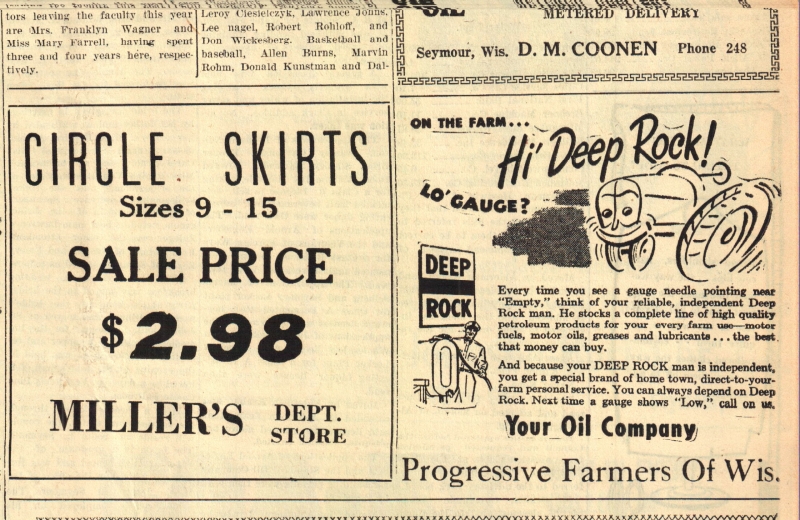 tors leaving the faculty this year
are Mrs. Franklyn Wagner and
Miss Mary Farrell, having spent
three and four years here, respec-
tively.
Leroy Ciesielczyk, Lawrence Johns,
Lee nagel, Robert Rohloff, and
Don Wickesberg. Basketball and
baseball, Allen Burns, Marvin
Rohm, Donald Kunstman and Dal-
OIL
METERED DELIVERY
Seymour, Wis. D. M. COONEN Phone 248
CIRCLE SKIRTS
Sizes 9 - 15
SALE PRICE
$2.98
MILLER'S DEPT.
STORE
ON THE FARM...
Hi' Deep Rock!
LO' GAUGE?
DEEP
ROCK
Every time you see a gauge needle pointing near
"Empty," think of your reliable, independent Deep
Rock man. He stocks a complete line of high quality
petroleum products for your every farm use—motor
fuels, motor oils, greases and lubricants . . . the best
that money can buy.
And because your DEEP ROCK man is independent,
you get a special brand of home town, direct-to-your-
farm personal service. You can always depend on Deep
Rock. Next time a gauge shows "Low," call on us.
Your Oil Company
Progressive Farmers Of Wis.